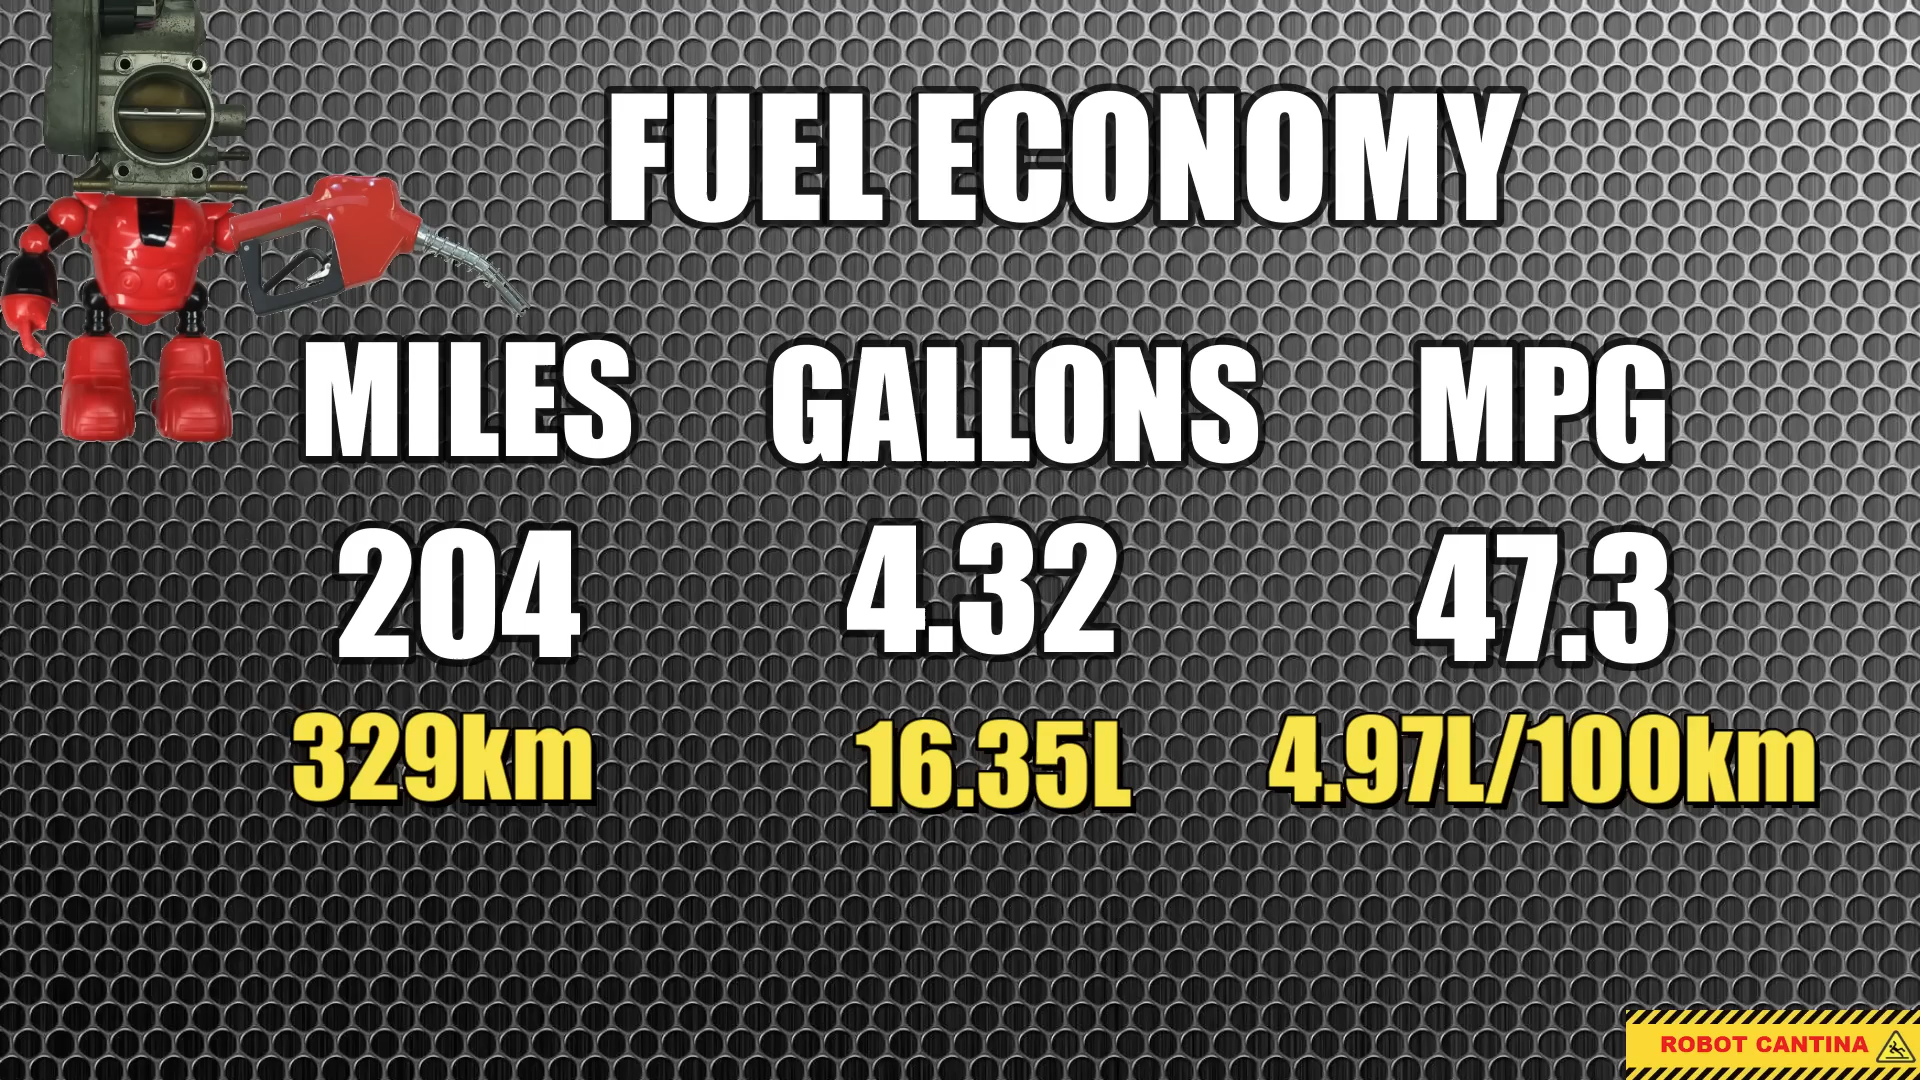 FUEL ECONOMY
MILES GALLONS MPG
204 4.32 47.3
329km 16.35L 4.97L/100km
ROBOT CANTINA